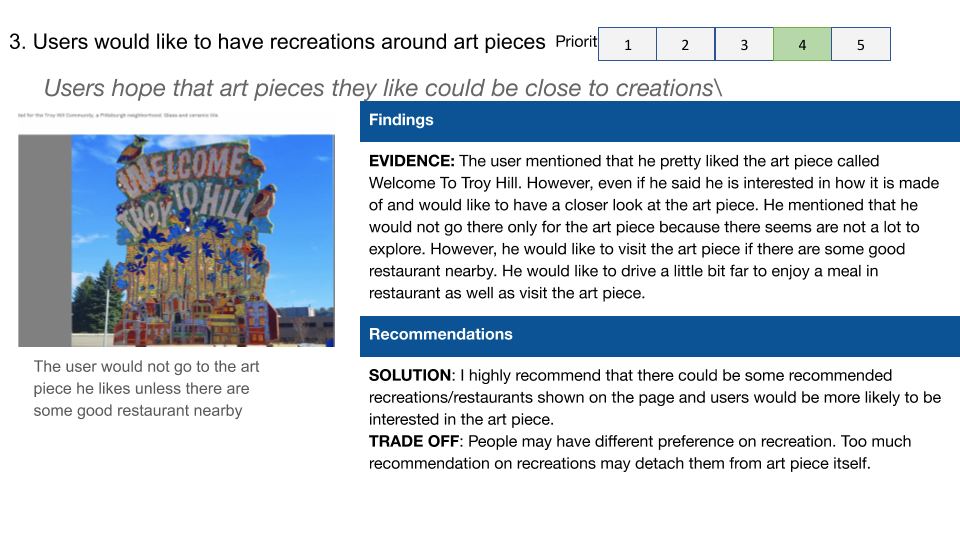 3. Users would like to have recreations around art pieces
Priorit
1 2 3 4 5
Users hope that art pieces they like could be close to creations\
ted for the Troy Hill Community, a Pittsburgh neighborhood. Glass and ceramic tile.
WELCOME
TO
TROY HILL
The user would not go to the art
piece he likes unless there are
some good restaurant nearby
Findings
EVIDENCE: The user mentioned that he pretty liked the art piece called
Welcome To Troy Hill. However, even if he said he is interested in how it is made
of and would like to have a closer look at the art piece. He mentioned that he
would not go there only for the art piece because there seems are not a lot to
explore. However, he would like to visit the art piece if there are some good
restaurant nearby. He would like to drive a little bit far to enjoy a meal in
restaurant as well as visit the art piece.
Recommendations
SOLUTION: I highly recommend that there could be some recommended
recreations/restaurants shown on the page and users would be more likely to be
interested in the art piece.
TRADE OFF: People may have different preference on recreation. Too much
recommendation on recreations may detach them from art piece itself.